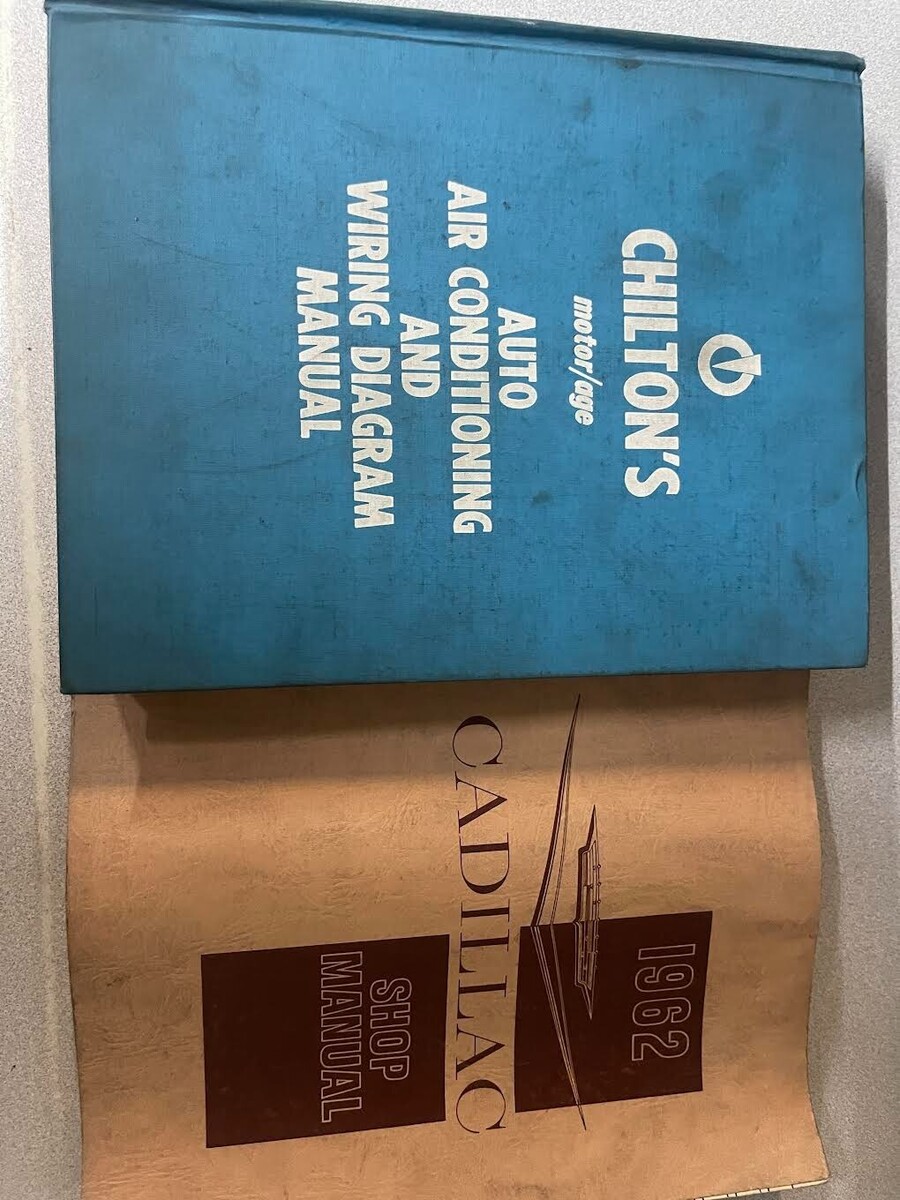 CHILTON'S
motor/age
AUTO
AIR CONDITIONING
AND
WIRING DIAGRAM
MANUAL
1962
CADILLAC
SHOP
MANUAL